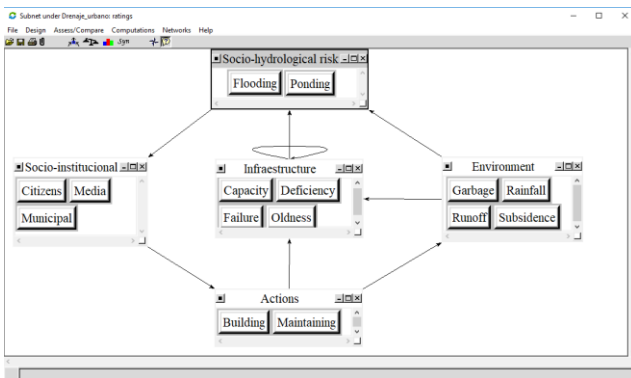 Subnet under Drenaje_urbano: ratings
File Design Assess/Compare Computations Networks Help
Syn
Socio-hydrological risk
Flooding Ponding
Socio-institucional
Citizens Media
Municipal
Infraestructure
Capacity Deficiency
Failure Oldness
Environment
Garbage Rainfall
Runoff Subsidence
Actions
Building Maintaining